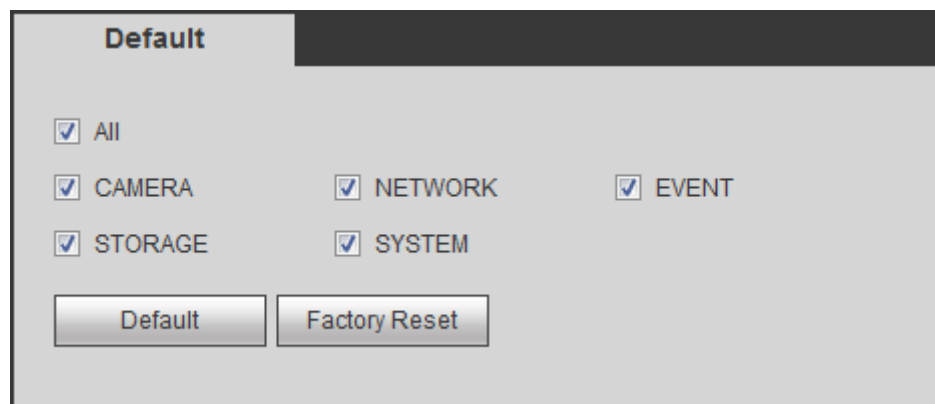 Default
All
CAMERA NETWORK EVENT
STORAGE SYSTEM
Default Factory Reset